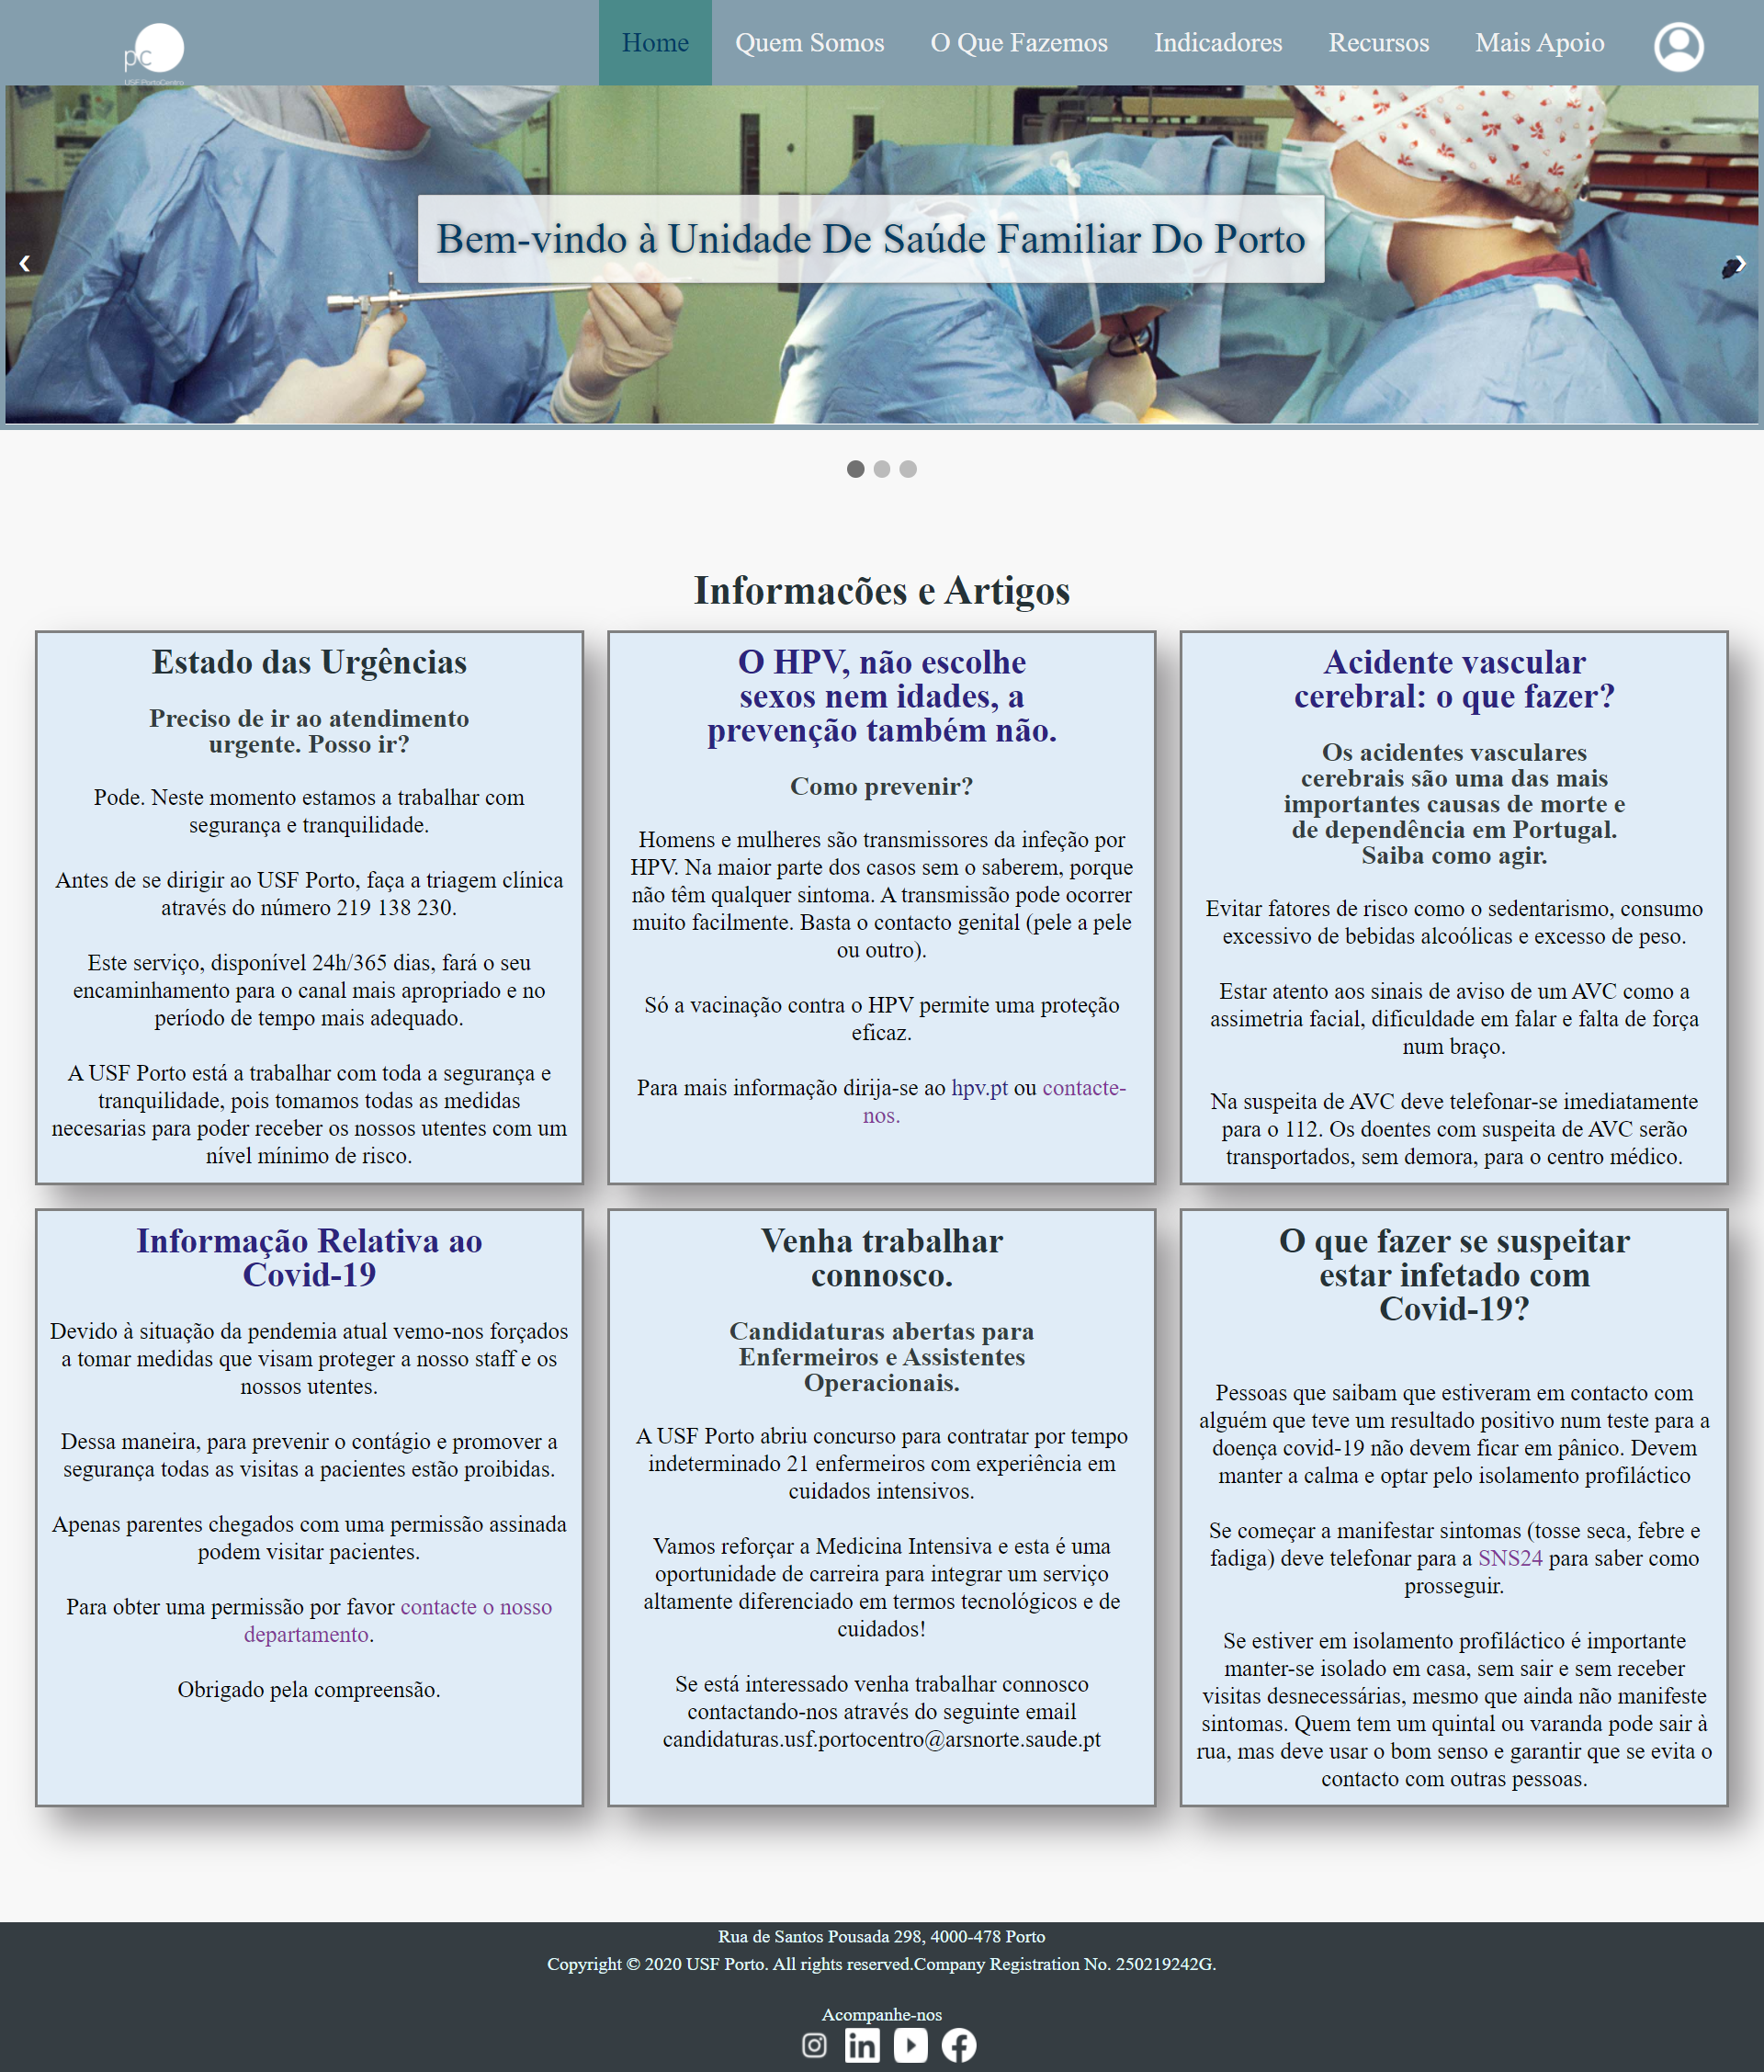 pc
USF PortoCentro
Home Quem Somos O Que Fazemos Indicadores Recursos Mais Apoio
Bem-vindo à Unidade De Saúde Familiar Do Porto
Informacões e Artigos
Estado das Urgências
Preciso de ir ao atendimento
urgente. Posso ir?
Pode. Neste momento estamos a trabalhar com
segurança e tranquilidade.
Antes de se dirigir ao USF Porto, faça a triagem clínica
através do número 219 138 230.
Este serviço, disponível 24h/365 dias, fará o seu
encaminhamento para o canal mais apropriado e no
período de tempo mais adequado.
A USF Porto está a trabalhar com toda a segurança e
tranquilidade, pois tomamos todas as medidas
necesarias para poder receber os nossos utentes com um
nível mínimo de risco.
O HPV, não escolhe
sexos nem idades, a
prevenção também não.
Como prevenir?
Homens e mulheres são transmissores da infeção por
HPV. Na maior parte dos casos sem o saberem, porque
não têm qualquer sintoma. A transmissão pode ocorrer
muito facilmente. Basta o contacto genital (pele a pele
ou outro).
Só a vacinação contra o HPV permite uma proteção
eficaz.
Para mais informação dirija-se ao hpv.pt ou contacte-
nos.
Acidente vascular
cerebral: o que fazer?
Os acidentes vasculares
cerebrais são uma das mais
importantes causas de morte e
de dependência em Portugal.
Saiba como agir.
Evitar fatores de risco como o sedentarismo, consumo
excessivo de bebidas alcoólicas e excesso de peso.
Estar atento aos sinais de aviso de um AVC como a
assimetria facial, dificuldade em falar e falta de força
num braço.
Na suspeita de AVC deve telefonar-se imediatamente
para o 112. Os doentes com suspeita de AVC serão
transportados, sem demora, para o centro médico.
Informação Relativa ao
Covid-19
Devido à situação da pendemia atual vemo-nos forçados
a tomar medidas que visam proteger a nosso staff e os
nossos utentes.
Dessa maneira, para prevenir o contágio e promover a
segurança todas as visitas a pacientes estão proibidas.
Apenas parentes chegados com uma permissão assinada
podem visitar pacientes.
Para obter uma permissão por favor contacte o nosso
departamento.
Obrigado pela compreensão.
Venha trabalhar
connosco.
Candidaturas abertas para
Enfermeiros e Assistentes
Operacionais.
A USF Porto abriu concurso para contratar por tempo
indeterminado 21 enfermeiros com experiência em
cuidados intensivos.
Vamos reforçar a Medicina Intensiva e esta é uma
oportunidade de carreira para integrar um serviço
altamente diferenciado em termos tecnológicos e de
cuidados!
Se está interessado venha trabalhar connosco
contactando-nos através do seguinte email
candidaturas.usf.portocentro@arsnorte.saude.pt
O que fazer se suspeitar
estar infetado com
Covid-19?
Pessoas que saibam que estiveram em contacto com
alguém que teve um resultado positivo num teste para a
doença covid-19 não devem ficar em pânico. Devem
manter a calma e optar pelo isolamento profiláctico
Se começar a manifestar sintomas (tosse seca, febre e
fadiga) deve telefonar para a SNS24 para saber como
prosseguir.
Se estiver em isolamento profiláctico é importante
manter-se isolado em casa, sem sair e sem receber
visitas desnecessárias, mesmo que ainda não manifeste
sintomas. Quem tem um quintal ou varanda pode sair à
rua, mas deve usar o bom senso e garantir que se evita o
contacto com outras pessoas.
Rua de Santos Pousada 298, 4000-478 Porto
Copyright © 2020 USF Porto. All rights reserved.Company Registration No. 250219242G.
Acompanhe-nos